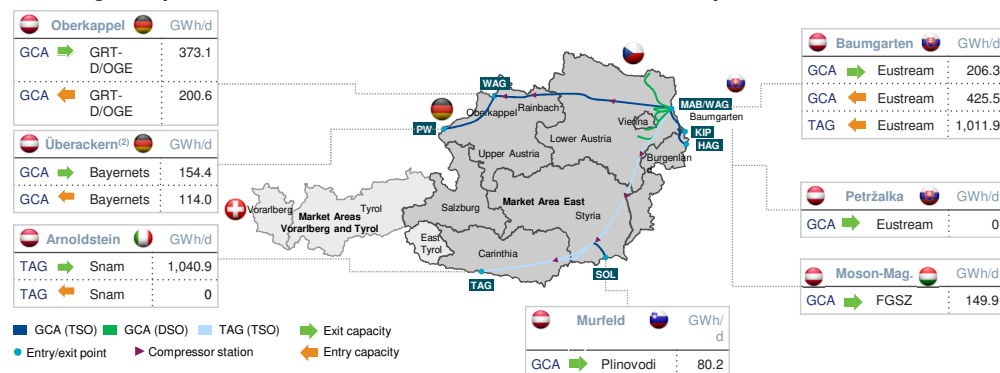 Oberkappel GWh/d
GCA GRT-D/OGE 373.1
GCA GRT-D/OGE 200.6
Überackern(2)
GCA Bayernets 154.4
GCA Bayernets 114.0
Arnoldstein GWh/d
TAG Snam 1,040.9
TAG Snam 0
GCA (TSO) GCA (DSO) TAG (TSO) Exit capacity
Entry/exit point Compressor station Entry capacity
WAG
Oberkappel
Rainbach
PW
MAB/WAG
Baumgarten
Vienna
KIP
HAG
Lower Austria
Upper Austria
Burgenlan
Vorarlberg
Tyrol
Market Areas
Vorarlberg and Tyrol
Salzburg
Market Area East
Styria
East
Tyrol
Carinthia
TAG
SOL
Murfeld GWh/
d
GCA Plinovodi 80.2
Baumgarten GWh/d
GCA Eustream 206.3
GCA Eustream 425.5
TAG Eustream 1,011.9
Petržalka GWh/d
GCA Eustream 0
Moson-Mag. GWh/d
GCA FGSZ 149.9